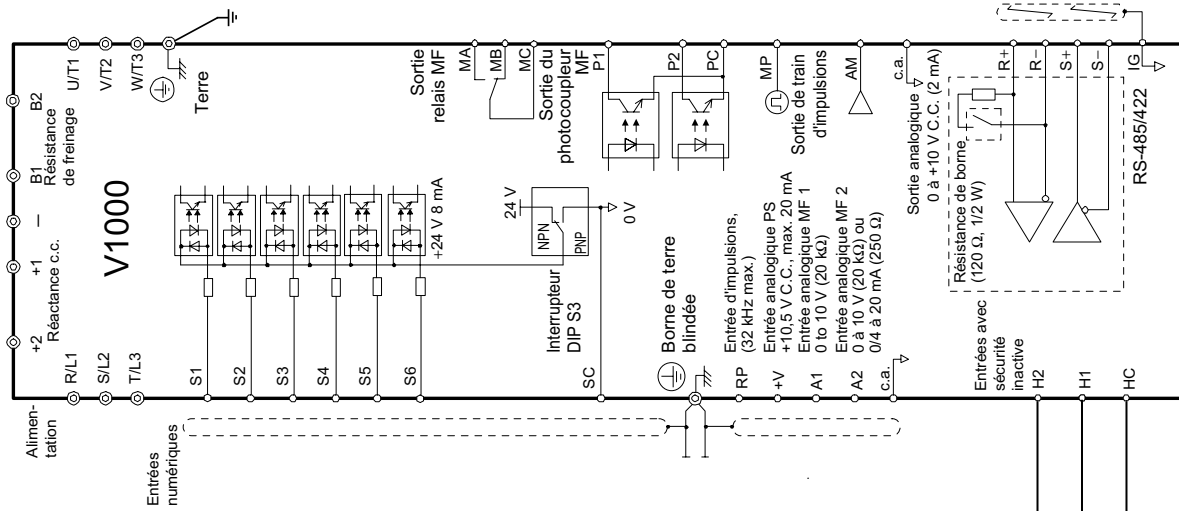 +2
+1
–
B1
B2
Réactance c.c.
Résistance
de freinage
Alimen-
tation
R/L1
S/L2
T/L3
V1000
U/T1
V/T2
W/T3
Terre
Entrées
numériques
S1
S2
S3
S4
S5
S6
+24 V 8 mA
Interrupteur
DIP S3
NPN
PNP
24 V
0 V
SC
Borne de terre
blindée
RP
Entrée d'impulsions,
(32 kHz max.)
+V
Entrée analogique PS
+10,5 V C.C., max. 20 mA
A1
Entrée analogique MF 1
0 to 10 V (20 kΩ)
A2
Entrée analogique MF 2
0 à 10 V (20 kΩ) ou
0/4 à 20 mA (250 Ω)
c.a.
Sortie
relais MF
MA
MB
MC
Sortie du
photocoupleur
MF
P1
P2
PC
MP
Sortie de train
d'impulsions
AM
c.a.
Sortie analogique
0 à +10 V C.C. (2 mA)
Résistance de borne
(120 Ω, 1/2 W)
R+
R-
S+
S-
IG
RS-485/422
Entrées avec
sécurité
inactive
H2
H1
HC